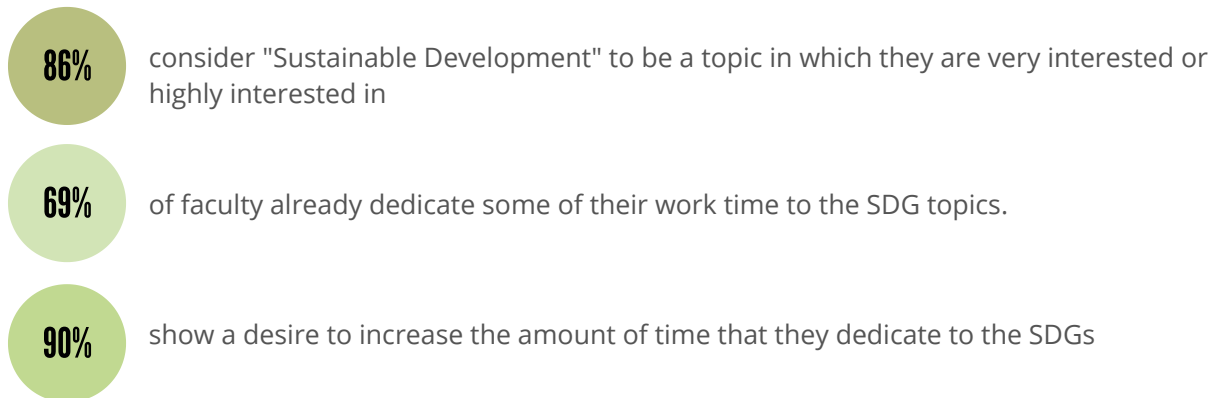 86%
consider "Sustainable Development" to be a topic in which they are very interested or
highly interested in
69%
of faculty already dedicate some of their work time to the SDG topics.
90%
show a desire to increase the amount of time that they dedicate to the SDGs